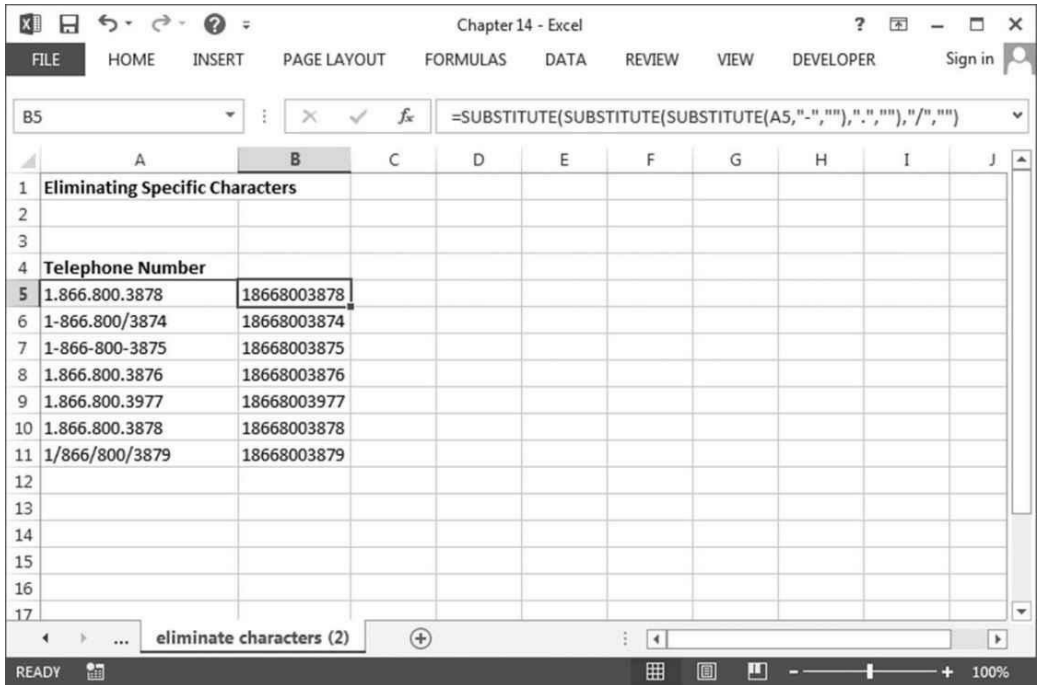 Chapter 14 - Excel
FILE HOME INSERT PAGE LAYOUT FORMULAS DATA REVIEW VIEW DEVELOPER Sign in
B5 fx =SUBSTITUTE(SUBSTITUTE(SUBSTITUTE(A5,"-",""),".",""),"/","")
A B C D E F G H I J
1 Eliminating Specific Characters
2
3
4 Telephone Number
5 1.866.800.3878 18668003878
6 1-866.800/3874 18668003874
7 1-866-800-3875 18668003875
8 1.866.800.3876 18668003876
9 1.866.800.3977 18668003977
10 1.866.800.3878 18668003878
11 1/866/800/3879 18668003879
12
13
14
15
16
17
... eliminate characters (2)
READY 100%